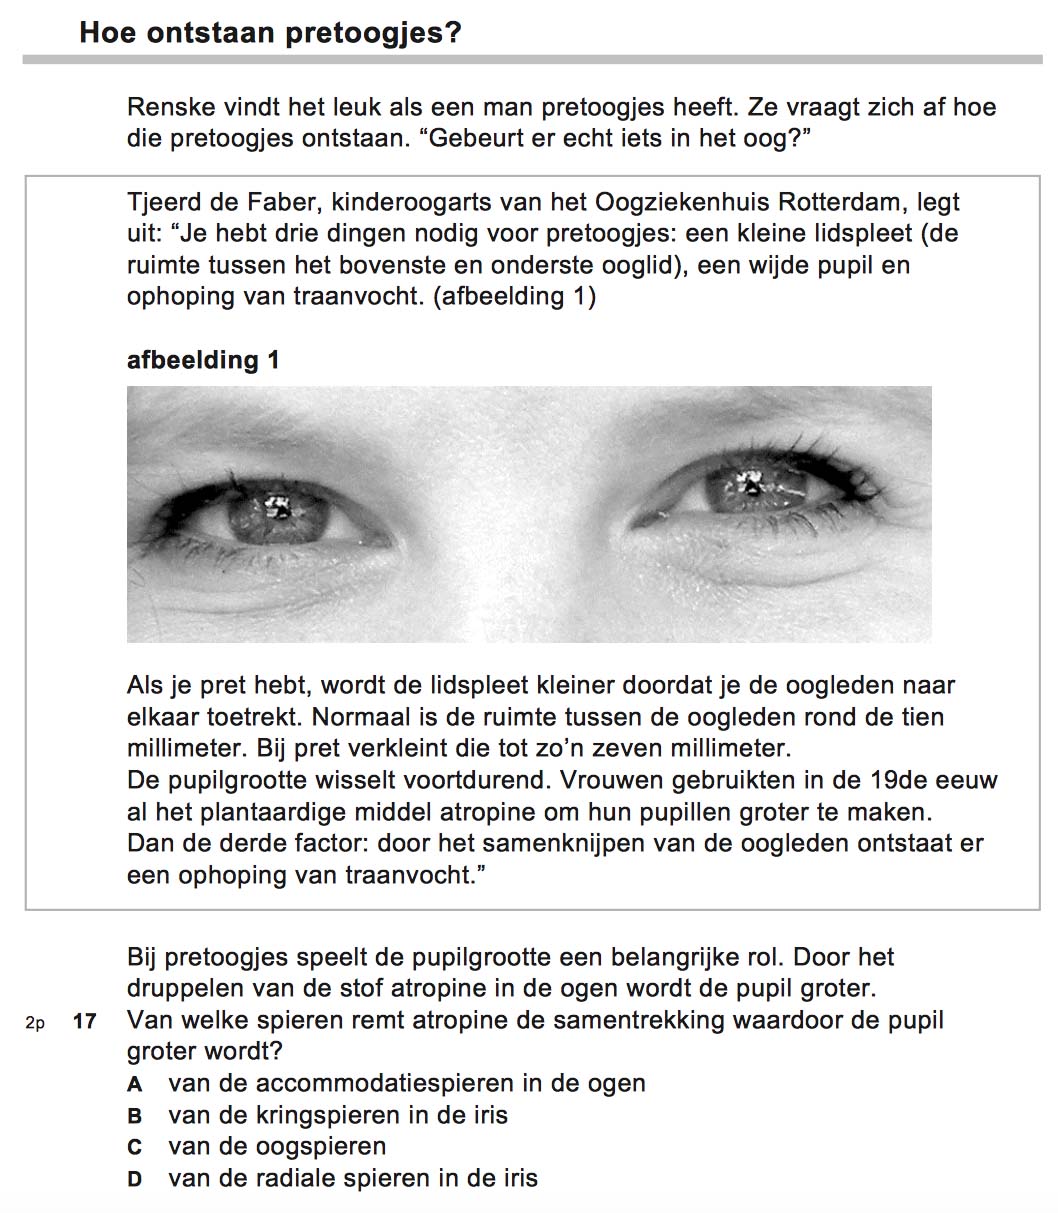 Hoe ontstaan pretoogjes?
Renske vindt het leuk als een man pretoogjes heeft. Ze vraagt zich af hoe
die pretoogjes ontstaan. “Gebeurt er echt iets in het oog?”
Tjeerd de Faber, kinderoogarts van het Oogziekenhuis Rotterdam, legt
uit: “Je hebt drie dingen nodig voor pretoogjes: een kleine lidspleet (de
ruimte tussen het bovenste en onderste ooglid), een wijde pupil en
ophoping van traanvocht. (afbeelding 1)
afbeelding 1
Als je pret hebt, wordt de lidspleet kleiner doordat je de oogleden naar
elkaar toetrekt. Normaal is de ruimte tussen de oogleden rond de tien
millimeter. Bij pret verkleint die tot zo’n zeven millimeter.
De pupilgrootte wisselt voortdurend. Vrouwen gebruikten in de 19de eeuw
al het plantaardige middel atropine om hun pupillen groter te maken.
Dan de derde factor: door het samenknijpen van de oogleden ontstaat er
een ophoping van traanvocht.”
Bij pretoogjes speelt de pupilgrootte een belangrijke rol. Door het
druppelen van de stof atropine in de ogen wordt de pupil groter.
2p 17 Van welke spieren remt atropine de samentrekking waardoor de pupil
groter wordt?
A van de accommodatiespieren in de ogen
B van de kringspieren in de iris
C van de oogspieren
D van de radiale spieren in de iris